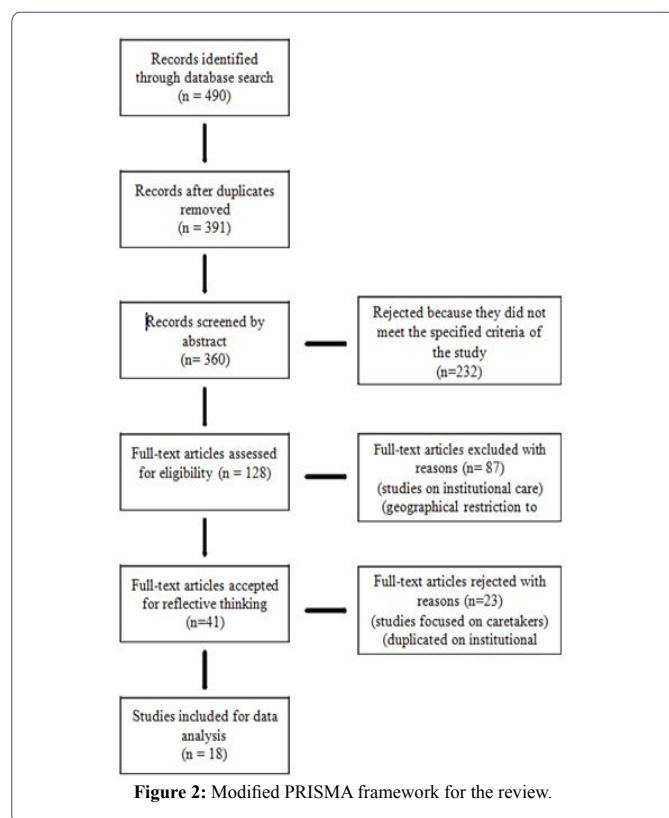 Records identified
through database search
(n = 490)
Records after duplicates
removed
(n = 391)
Records screened by
abstract
(n= 360)
Rejected because they did not
meet the specified criteria of
the study
(n=232)
Full-text articles assessed
for eligibility (n = 128)
Full-text articles excluded with
reasons (n= 87)
(studies on institutional care)
(geographical restriction to
Full-text articles accepted
for reflective thinking
(n=41)
Full-text articles rejected with
reasons (n=23)
(studies focused on caretakers)
(duplicated on institutional
Studies included for data
analysis
(n = 18)
Figure 2: Modified PRISMA framework for the review.